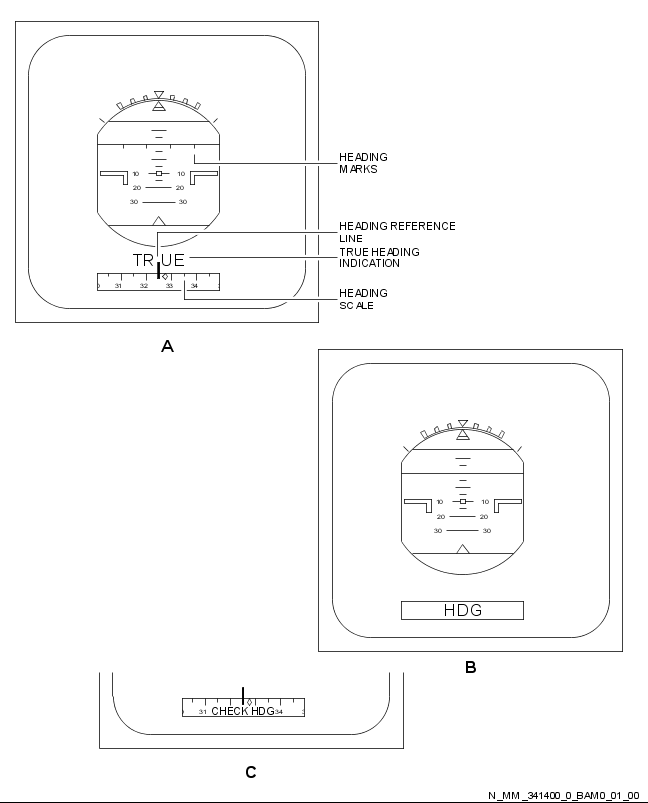 10 10
20 20
30 30
HEADING
MARKS
HEADING REFERENCE
LINE
TRUE
TRUE HEADING
INDICATION
31 32 33 34
HEADING
SCALE
A
10 10
20 20
30 30
HDG
B
31 CHECK HDG 34
C
N_MM_341400_0_BAM0_01_00